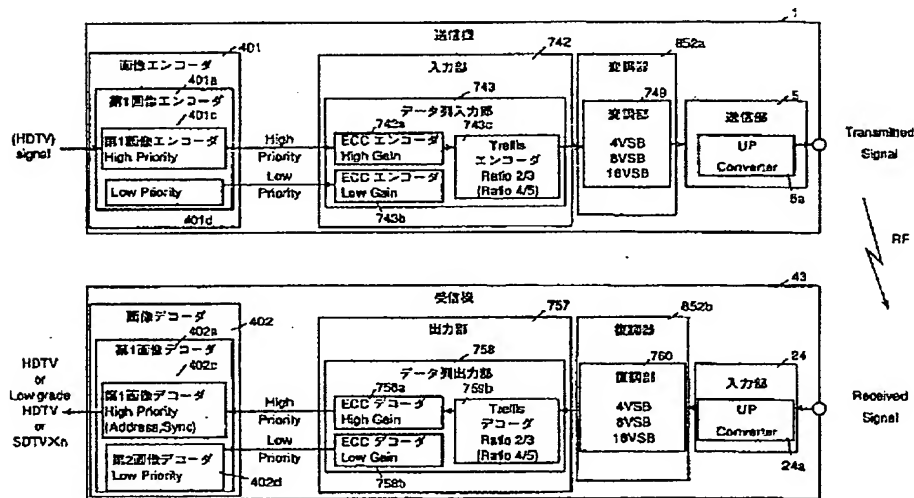 1
送信機
401
画像エンコーダ
401a
第1画像エンコーダ
401c
(HDTV)
signal
第1画像エンコーダ
High Priority
Low Priority
401d
High
Priority
Low
Priority
742
入力部
743
データ列入力部
742a
743c
ECC エンコーダ
High Gain
ECC エンコーダ
Low Gain
743b
Trellis
エンコーダ
Ratio 2/3
(Ratio 4/5)
852a
変調器
749
変調部
4VSB
8VSB
16VSB
5
送信部
UP
Converter
5a
Transmitted
Signal
RF
43
受信機
画像デコーダ
402
402a
第1画像デコーダ
402c
HDTV
or
Low grade
HDTV
or
SDTVXn
第1画像デコーダ
High Priority
(Address,Sync)
第2画像デコーダ
Low Priority
402d
High
Priority
Low
Priority
757
出力部
758
データ列出力部
758a
759b
ECC デコーダ
High Gain
ECC デコーダ
Low Gain
758b
Trellis
デコーダ
Ratio 2/3
(Ratio 4/5)
852b
復調器
760
復調部
4VSB
8VSB
16VSB
24
入力部
UP
Converter
24a
Received
Signal